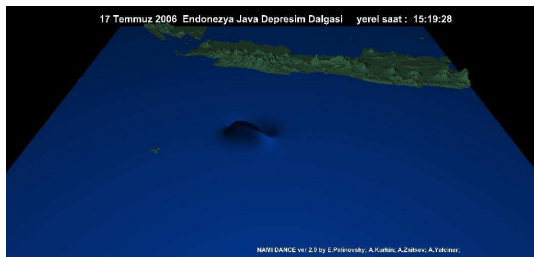 17 Temmuz 2006 Endonezya Java Depresim Dalgasi yerel saat : 15:19:28
NAMI DANCE ver 2.0 by E.Pelinovsky; A.Kurkin; A.Zaitsev; A.Yalciner;